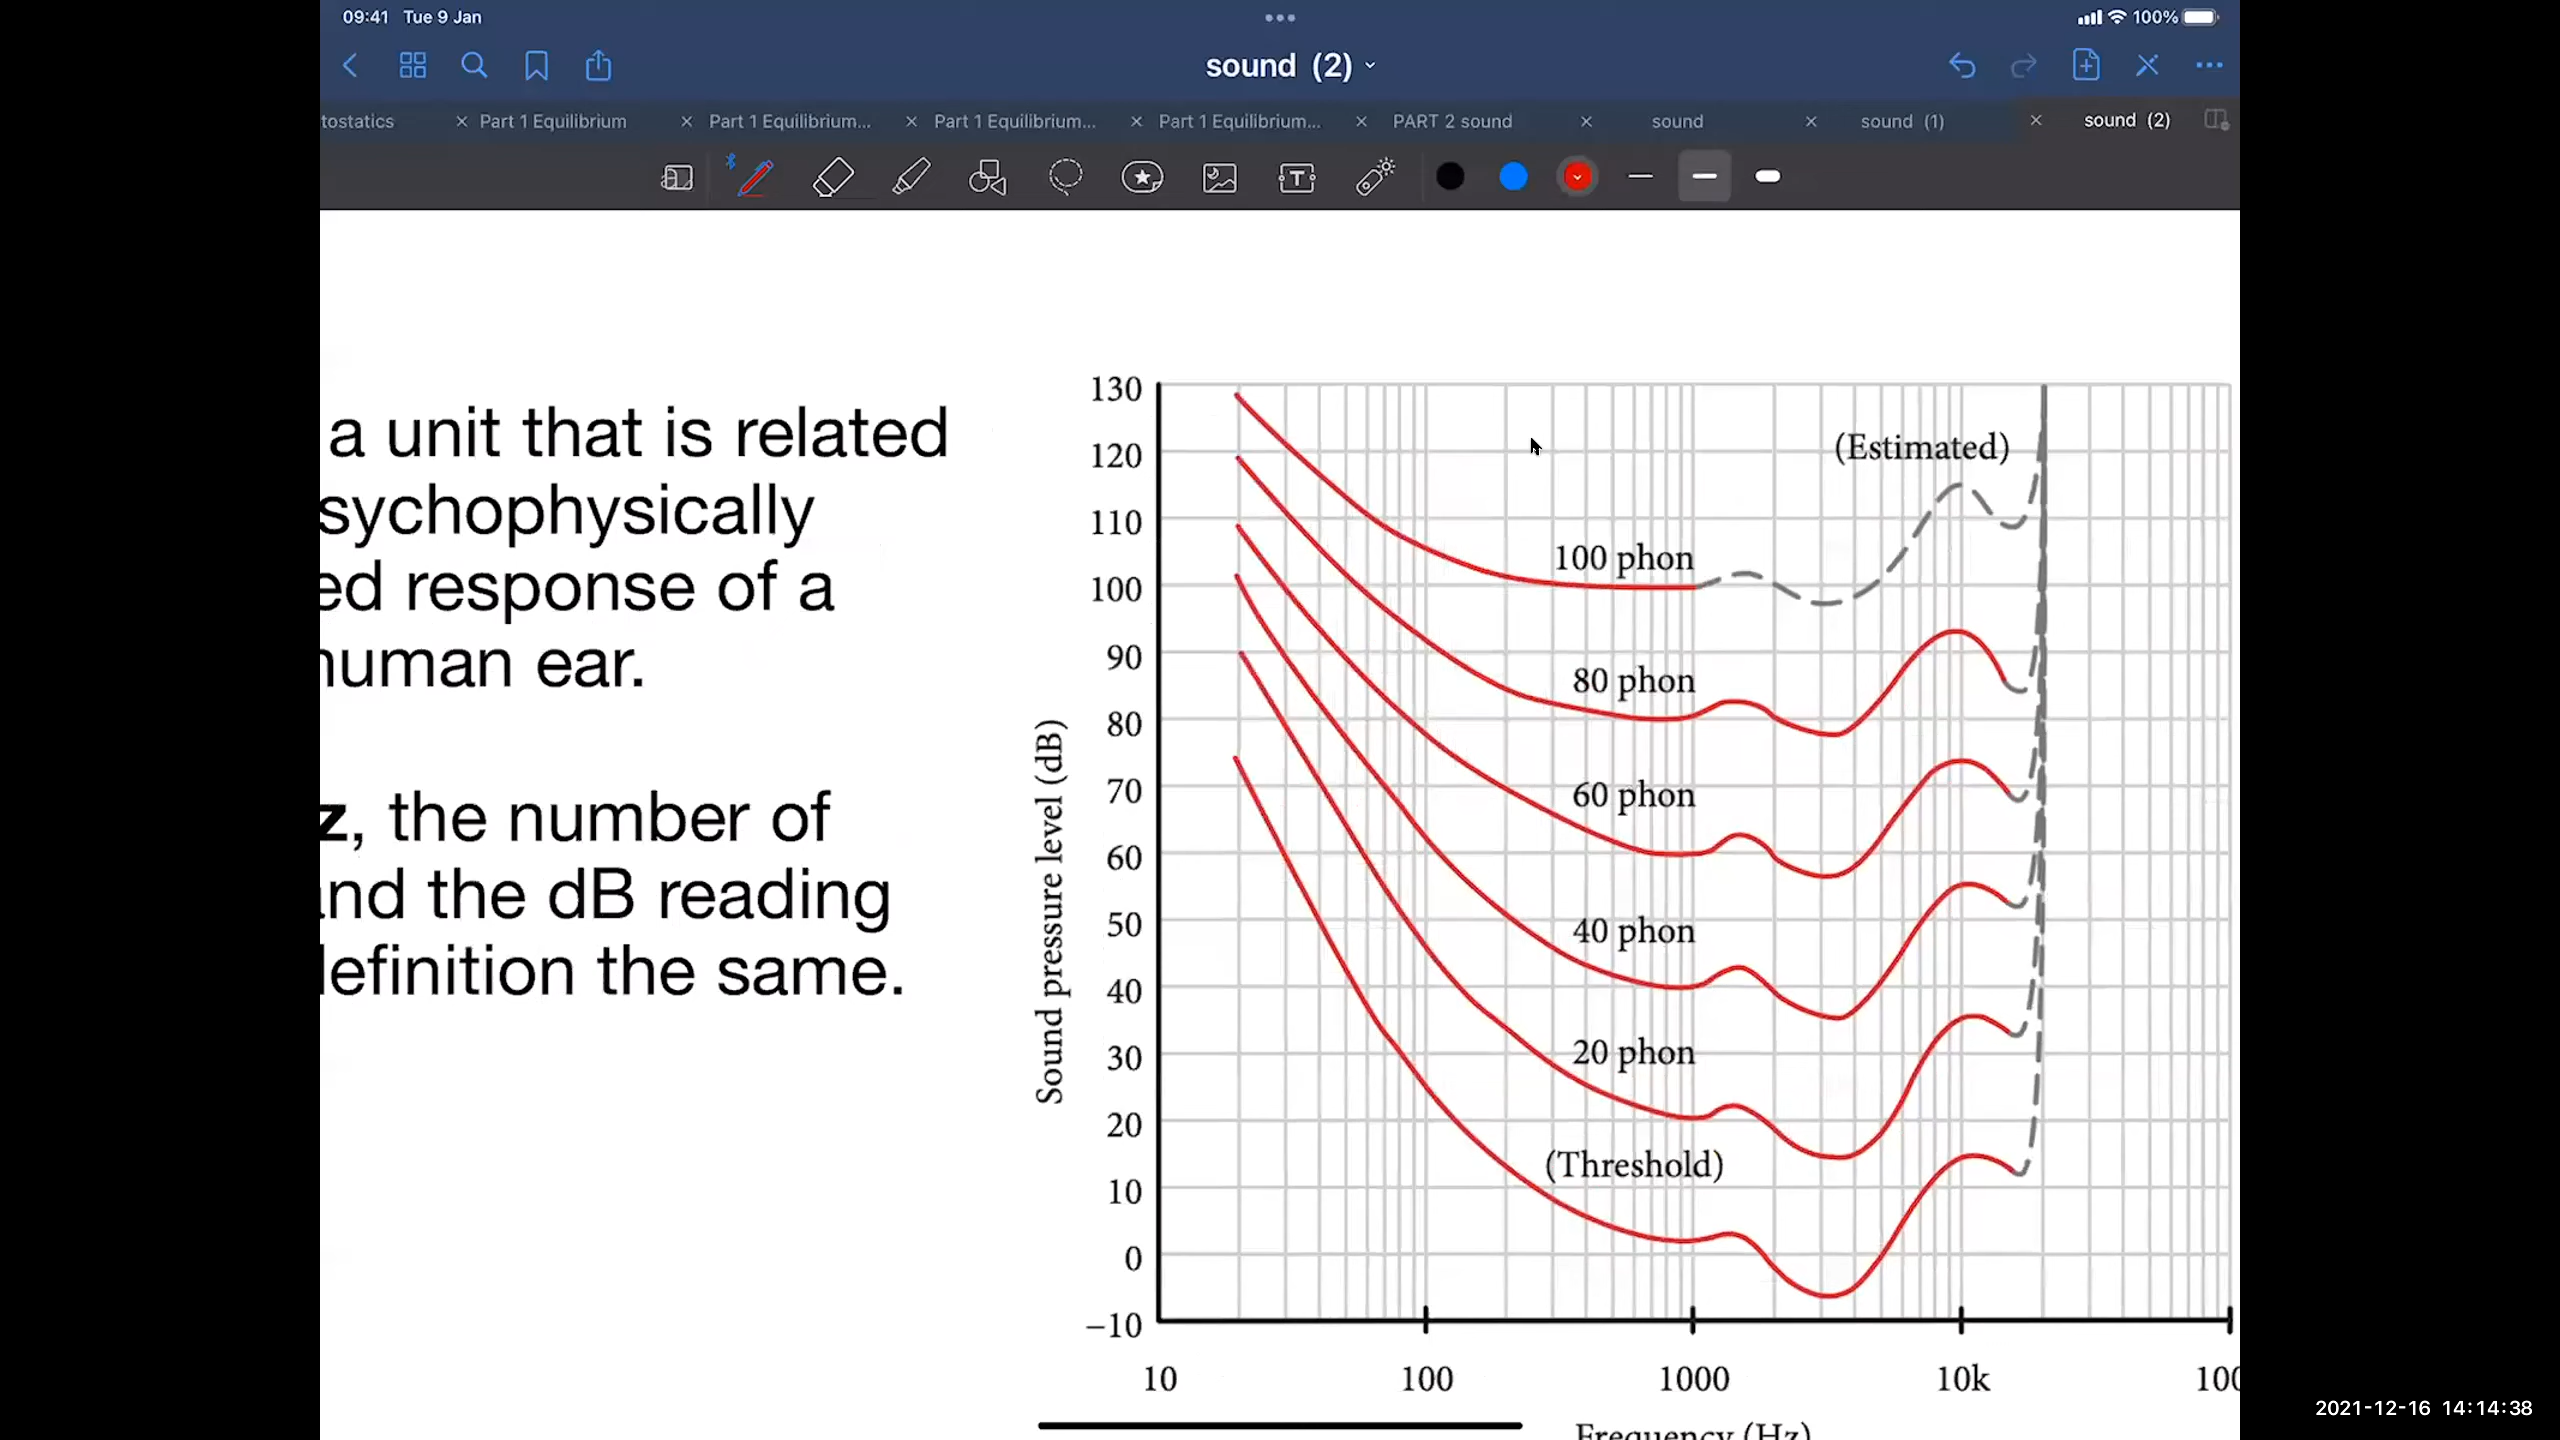 09:41 Tue 9 Jan
100%
sound (2)
tostatics
Part 1 Equilibrium
Part 1 Equilibrium...
Part 1 Equilibrium...
Part 1 Equilibrium...
PART 2 sound
sound
sound (1)
sound (2)
T
a unit that is related
sychophysically
ed response of a
human ear.
z, the number of
and the dB reading
definition the same.
Sound pressure level (dB)
130
120
110
100
90
80
70
60
50
40
30
20
10
0
–10
(Estimated)
100 phon
80 phon
60 phon
40 phon
20 phon
(Threshold)
10
100
1000
10k
100
Frequency (Hz)
2021-12-16 14:14:38